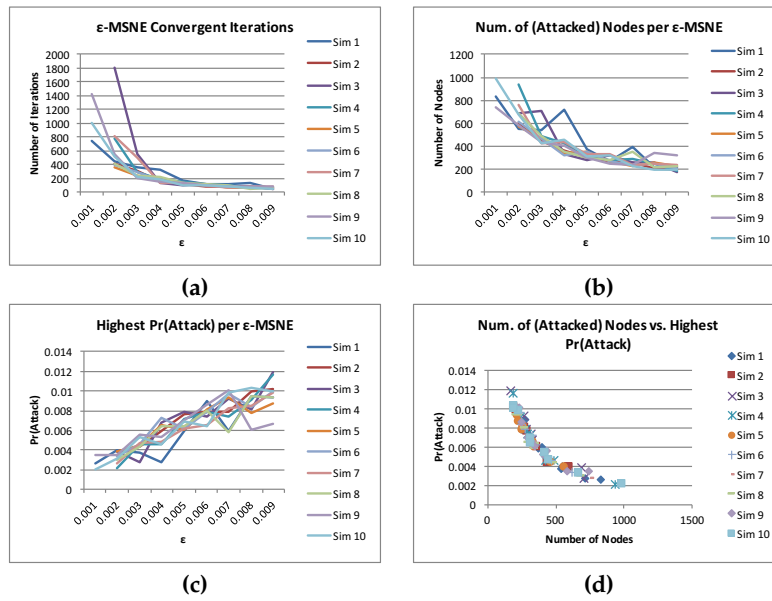 ε-MSNE Convergent Iterations
Number of Iterations
2000
1800
1600
1400
1200
1000
800
600
400
200
0
0.001
0.002
0.003
0.004
0.005
0.006
0.007
0.008
0.009
ε
Sim 1
Sim 2
Sim 3
Sim 4
Sim 5
Sim 6
Sim 7
Sim 8
Sim 9
Sim 10
(a)
Num. of (Attacked) Nodes per ε-MSNE
Number of Nodes
1200
1000
800
600
400
200
0
0.001
0.002
0.003
0.004
0.005
0.006
0.007
0.008
0.009
ε
Sim 1
Sim 2
Sim 3
Sim 4
Sim 5
Sim 6
Sim 7
Sim 8
Sim 9
Sim 10
(b)
Highest Pr(Attack) per ε-MSNE
Pr(Attack)
0.014
0.012
0.01
0.008
0.006
0.004
0.002
0
0.001
0.002
0.003
0.004
0.005
0.006
0.007
0.008
0.009
ε
Sim 1
Sim 2
Sim 3
Sim 4
Sim 5
Sim 6
Sim 7
Sim 8
Sim 9
Sim 10
(c)
Num. of (Attacked) Nodes vs. Highest
Pr(Attack)
Pr(Attack)
0.014
0.012
0.01
0.008
0.006
0.004
0.002
0
0
500
1000
1500
Number of Nodes
Sim 1
Sim 2
Sim 3
Sim 4
Sim 5
Sim 6
Sim 7
Sim 8
Sim 9
Sim 10
(d)